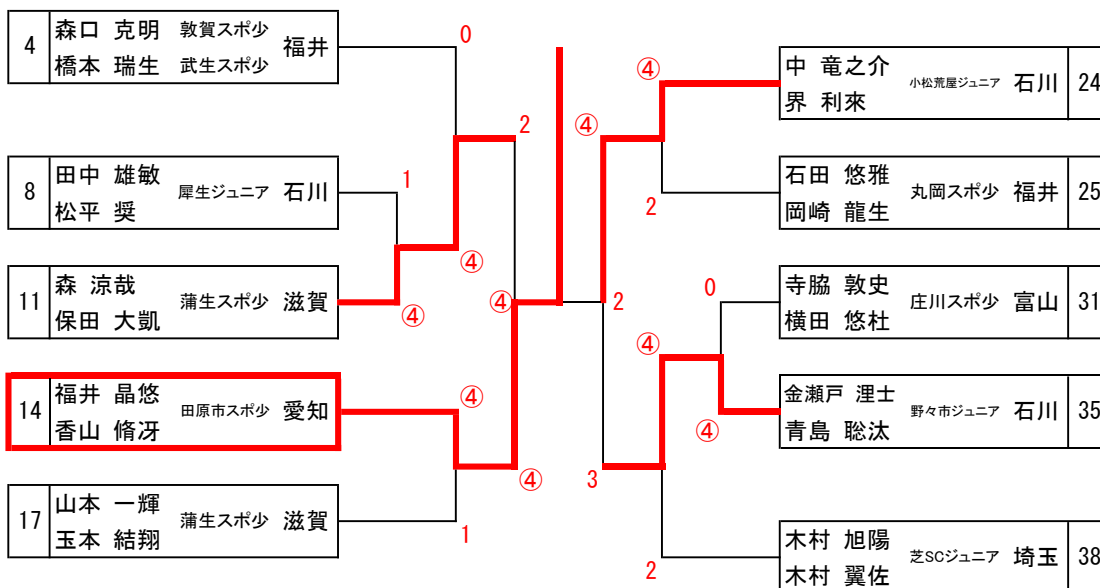 4 森口 克明 敦賀スポ少 福井
橋本 瑞生 武生スポ少
8 田中 雄敏 犀生ジュニア 石川
松平 奨
11 森 涼哉 蒲生スポ少 滋賀
保田 大凱
14 福井 晶悠 田原市スポ少 愛知
香山 脩冴
17 山本 一輝 蒲生スポ少 滋賀
玉本 結翔
0
2
1
④
④
④
④
④
1
④
④
2
2
0
④
④
3
2
中 竜之介 小松荒屋ジュニア 石川 24
界 利來
石田 悠雅 丸岡スポ少 福井 25
岡崎 龍生
寺脇 敦史 庄川スポ少 富山 31
横田 悠杜
金瀬戸 浬士 野々市ジュニア 石川 35
青島 聡汰
木村 旭陽 芝SCジュニア 埼玉 38
木村 翼佐